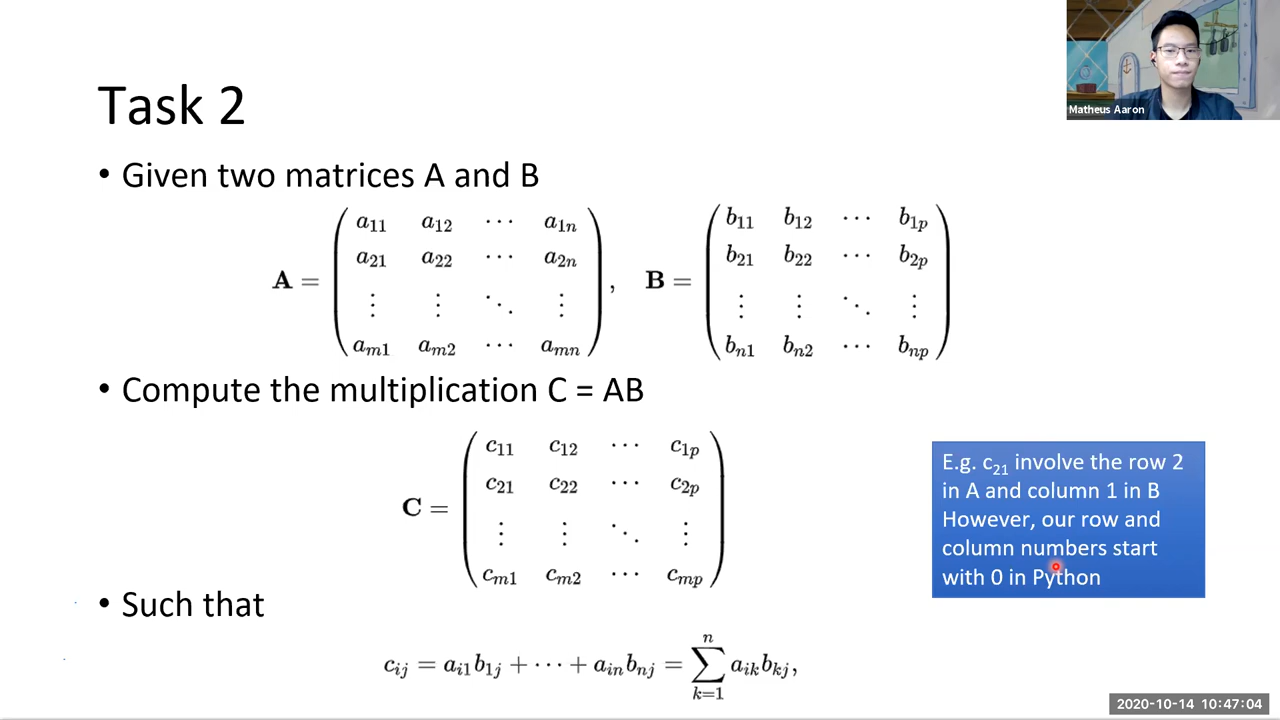 Matheus Aaron
Task 2
• Given two matrices A and B
A = ( a11 a12 ⋯ a1n
a21 a22 ⋯ a2n
⋮ ⋮ ⋱ ⋮
am1 am2 ⋯ amn ) ,
B = ( b11 b12 ⋯ b1p
b21 b22 ⋯ b2p
⋮ ⋮ ⋱ ⋮
bn1 bn2 ⋯ bnp )
• Compute the multiplication C = AB
C = ( c11 c12 ⋯ c1p
c21 c22 ⋯ c2p
⋮ ⋮ ⋱ ⋮
cm1 cm2 ⋯ cmp )
E.g. c21 involve the row 2
in A and column 1 in B
However, our row and
column numbers start
with 0 in Python
• Such that
cij = ai1b1j + ⋯ + ainbnj = ∑_{k=1}^{n} aikbkj,
2020-10-14 10:47:04